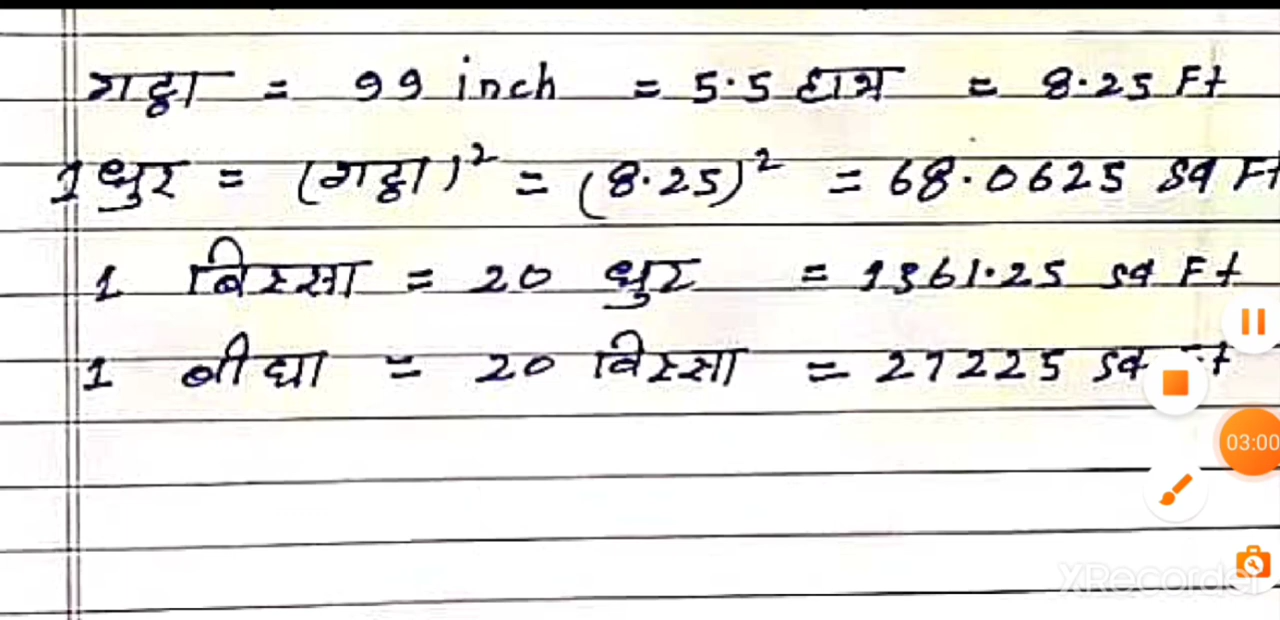 गट्ठा = 99 inch = 5.5 हाथ = 8.25 Ft
1 धुर = (गट्ठा)² = (8.25)² = 68.0625 sq Ft
1 बिस्सा = 20 धुर = 1361.25 sq Ft
1 बीघा = 20 विस्सा = 27225 sq Ft
03:00
XRecorder